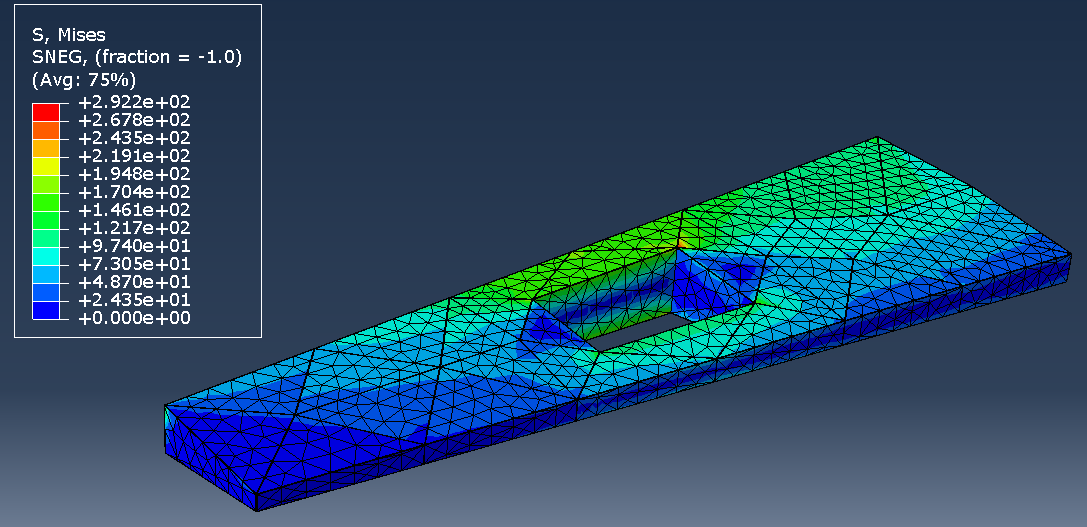 S, Mises
SNEG, (fraction = -1.0)
(Avg: 75%)
+2.922e+02
+2.678e+02
+2.435e+02
+2.191e+02
+1.948e+02
+1.704e+02
+1.461e+02
+1.217e+02
+9.740e+01
+7.305e+01
+4.870e+01
+2.435e+01
+0.000e+00